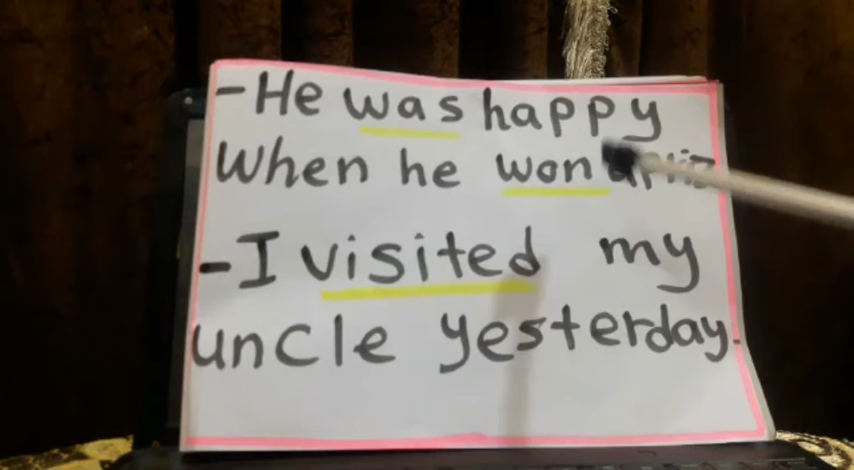 -He was happy
When he won
-I visited my
uncle yesterday.